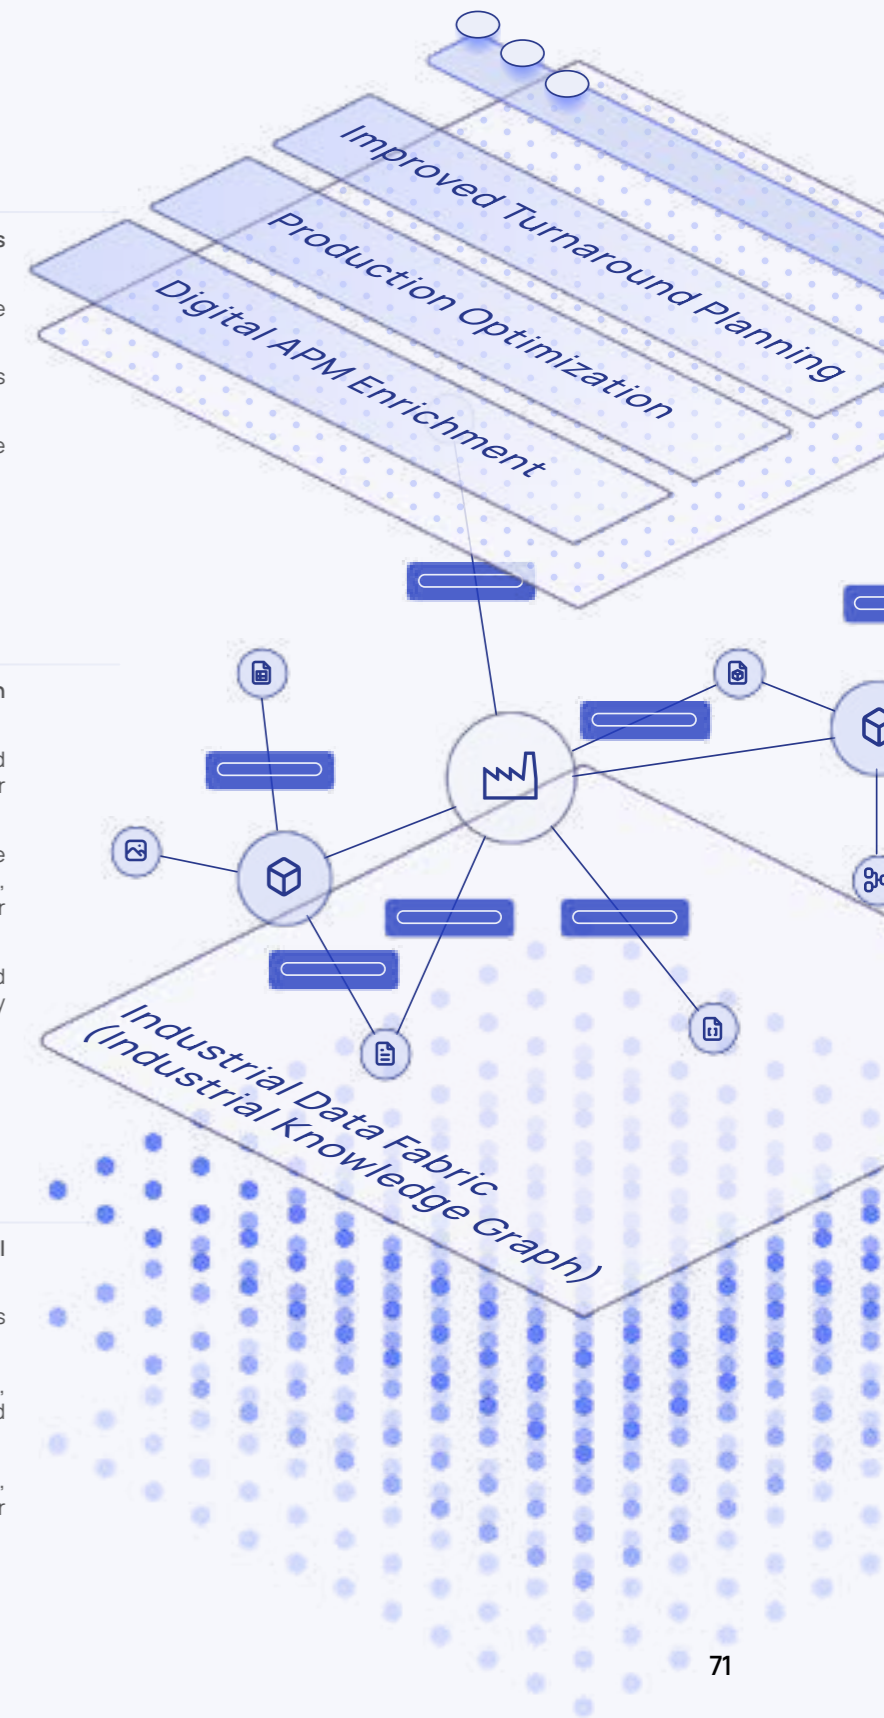 Improved Turnaround Planning
Production Optimization
Digital APM Enrichment
Industrial Data Fabric
(Industrial Knowledge Graph)
71